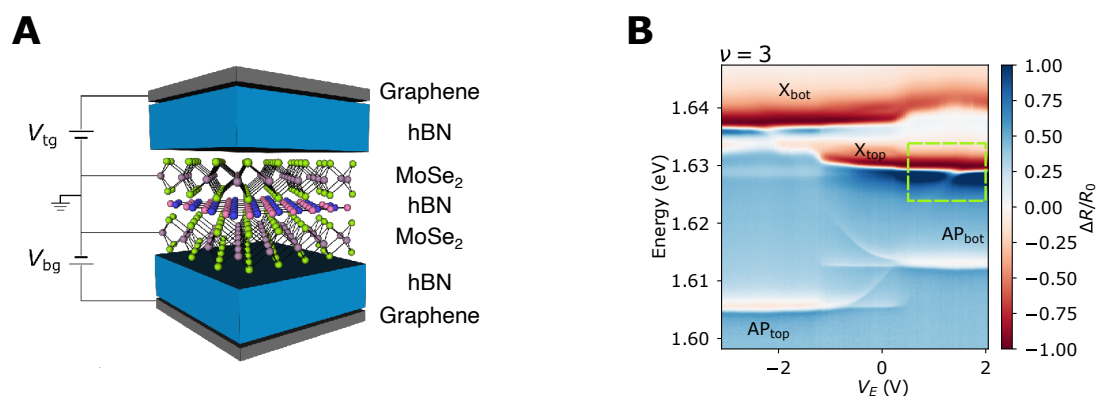 A
Graphene
hBN
MoSe₂
hBN
MoSe₂
hBN
Graphene
V_tg
V_bg
B
ν = 3
X_bot
X_top
AP_bot
AP_top
Energy (eV)
1.64
1.63
1.62
1.61
1.60
−2
0
2
V_E (V)
1.00
0.75
0.50
0.25
0.00
−0.25
−0.50
−0.75
−1.00
ΔR/R₀